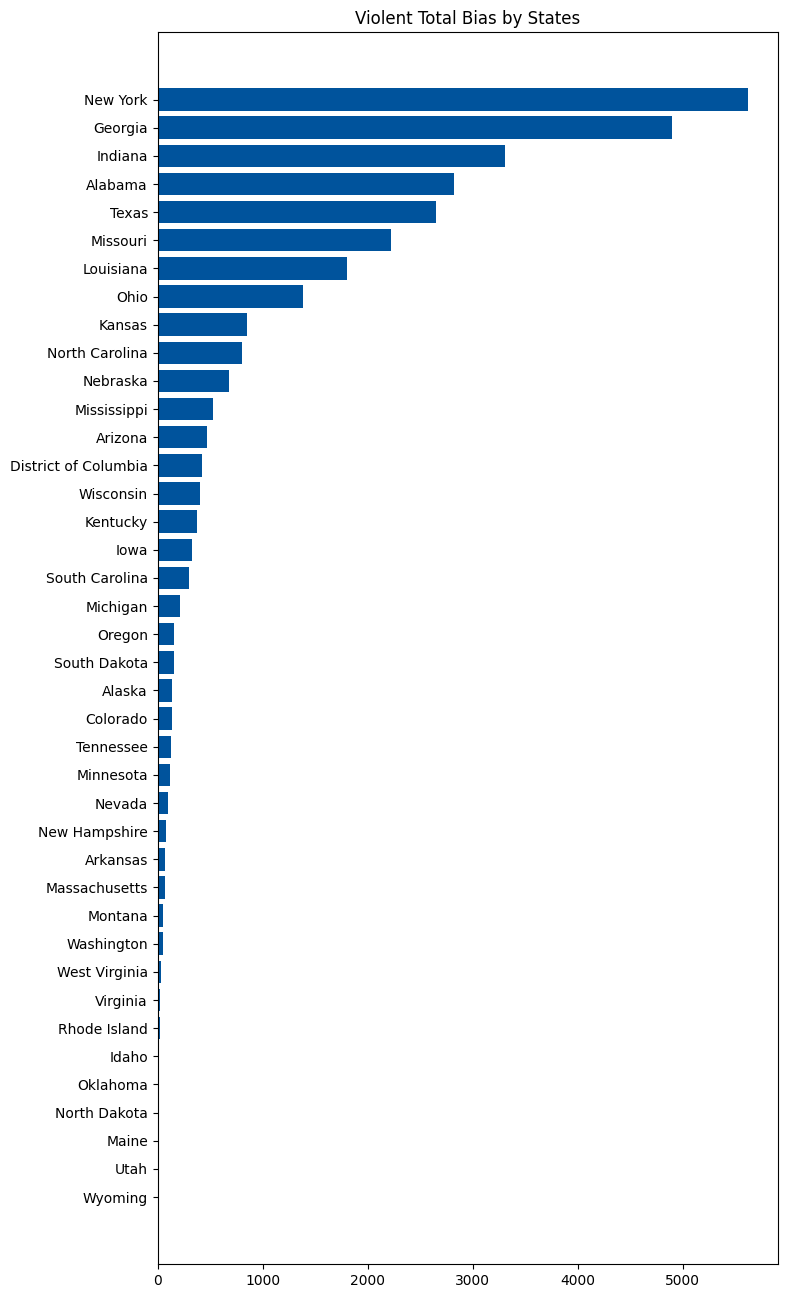 Violent Total Bias by States
New York
Georgia
Indiana
Alabama
Texas
Missouri
Louisiana
Ohio
Kansas
North Carolina
Nebraska
Mississippi
Arizona
District of Columbia
Wisconsin
Kentucky
Iowa
South Carolina
Michigan
Oregon
South Dakota
Alaska
Colorado
Tennessee
Minnesota
Nevada
New Hampshire
Arkansas
Massachusetts
Montana
Washington
West Virginia
Virginia
Rhode Island
Idaho
Oklahoma
North Dakota
Maine
Utah
Wyoming
0 1000 2000 3000 4000 5000